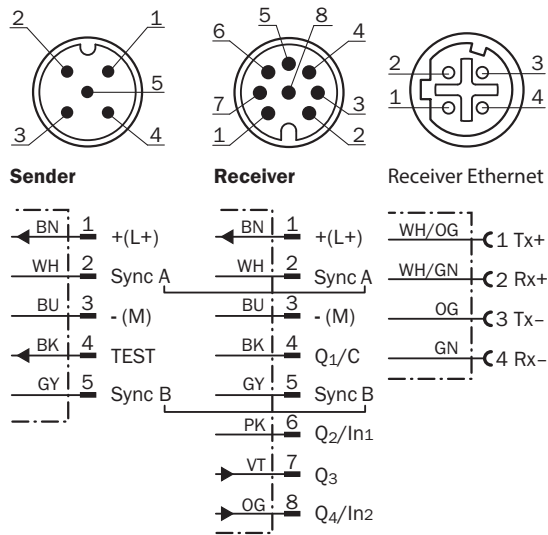 2 1 5 3 4
5 8 6 4 7 3 1 2
2 3 1 4
Sender
BN 1 +(L+)
WH 2 Sync A
BU 3 - (M)
BK 4 TEST
GY 5 Sync B
Receiver
BN 1 +(L+)
WH 2 Sync A
BU 3 - (M)
BK 4 Q1/C
GY 5 Sync B
PK 6 Q2/In1
VT 7 Q3
OG 8 Q4/In2
Receiver Ethernet
WH/OG 1 Tx+
WH/GN 2 Rx+
OG 3 Tx–
GN 4 Rx–